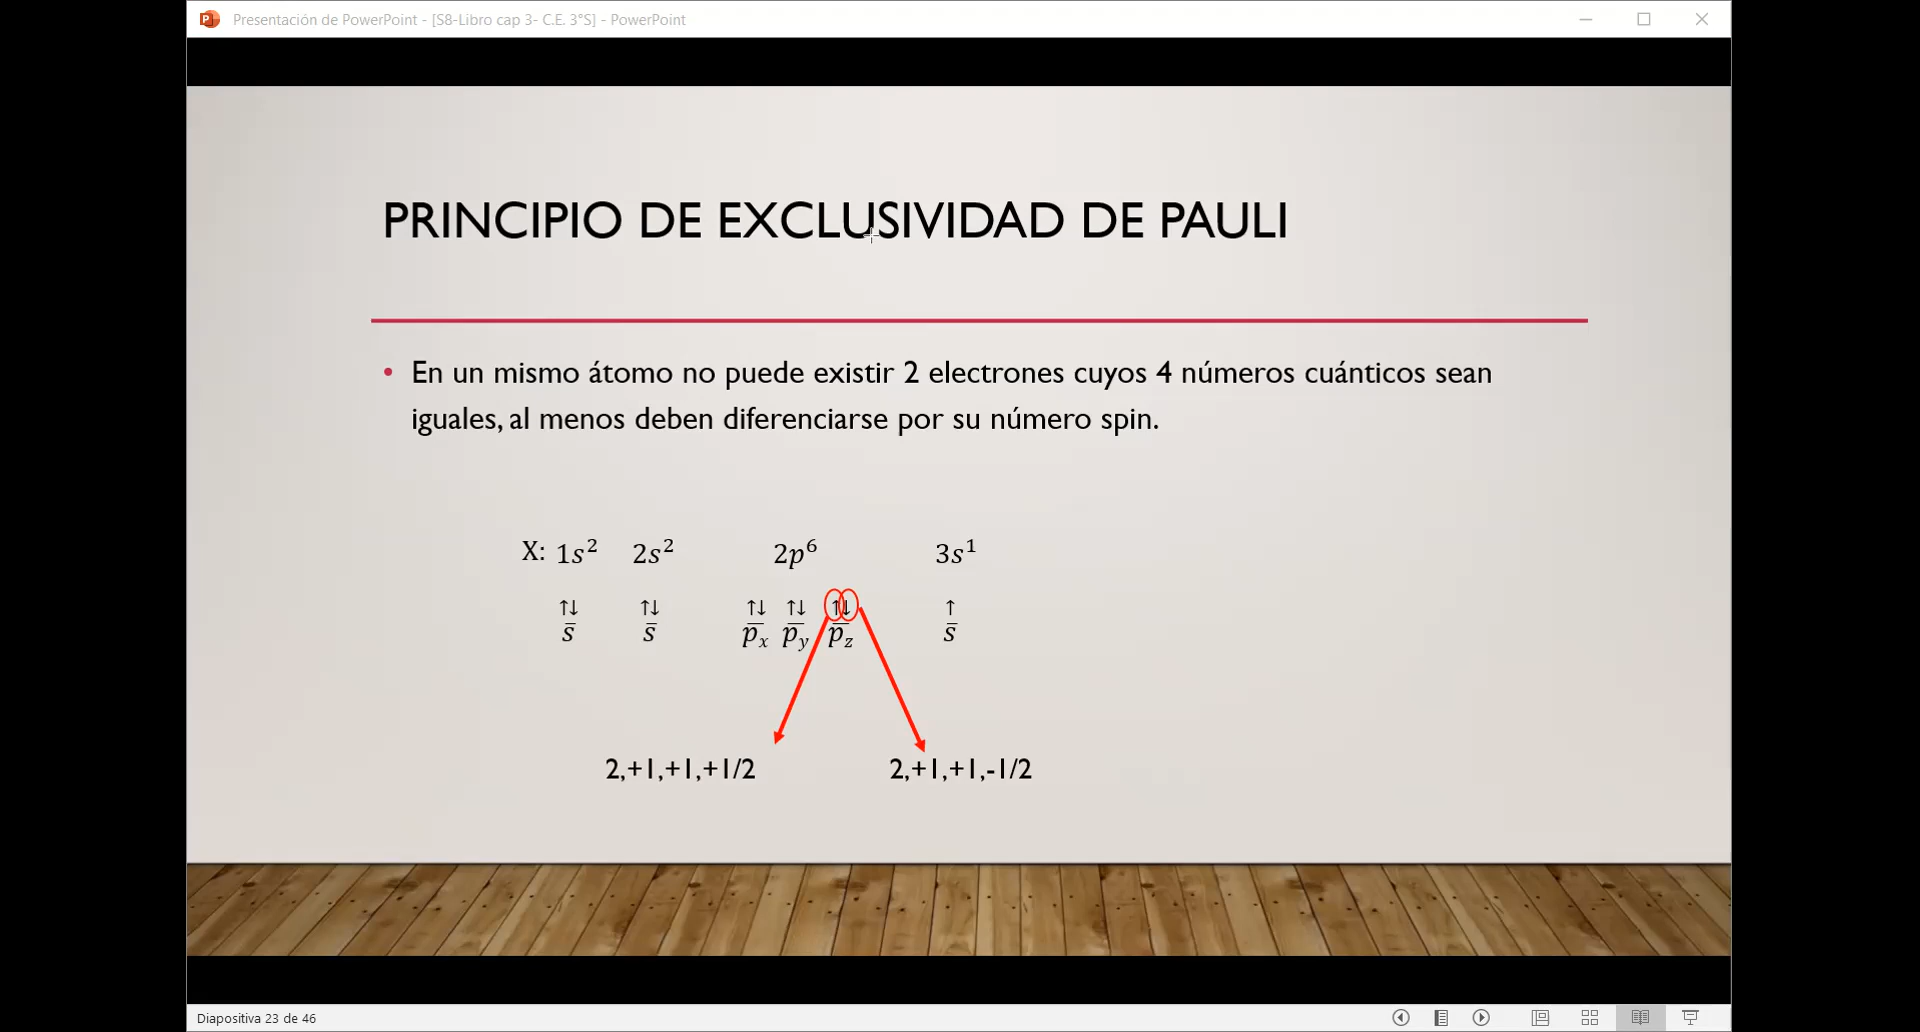 Presentación de PowerPoint - [S8-Libro cap 3- C.E. 3°S] - PowerPoint
PRINCIPIO DE EXCLUSIVIDAD DE PAULI
• En un mismo átomo no puede existir 2 electrones cuyos 4 números cuánticos sean
iguales, al menos deben diferenciarse por su número spin.
X: 1s² 2s² 2p⁶ 3s¹
↑↓ ↑↓ ↑↓ ↑↓ ↑↓ ↑
s s pₓ p_y p_z s
2,+1,+1,+1/2 2,+1,+1,-1/2
Diapositiva 23 de 46